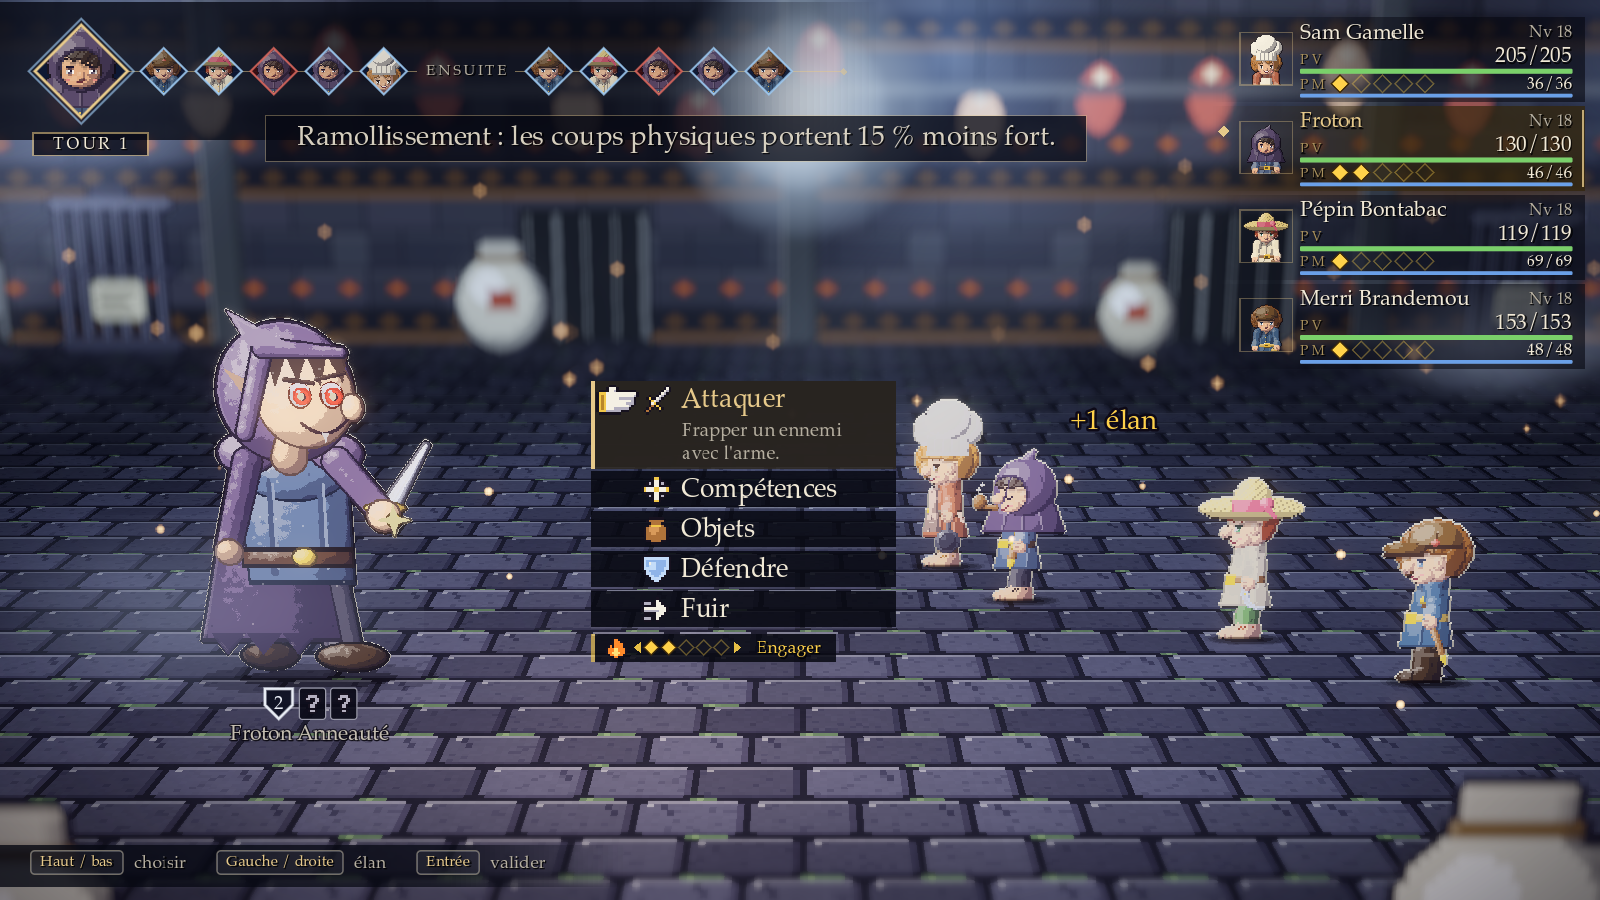 ENSUITE
TOUR 1
Ramollissement : les coups physiques portent 15 % moins fort.
Sam Gamelle Nv 18
PV 205/205
PM 36/36
Froton Nv 18
PV 130/130
PM 46/46
Pépin Bontabac Nv 18
PV 119/119
PM 69/69
Merri Brandemou Nv 18
PV 153/153
PM 48/48
Attaquer
Frapper un ennemi
avec l'arme.
Compétences
Objets
Défendre
Fuir
Engager
+1 élan
2 ? ?
Froton Anneauté
Haut / bas choisir Gauche / droite élan Entrée valider